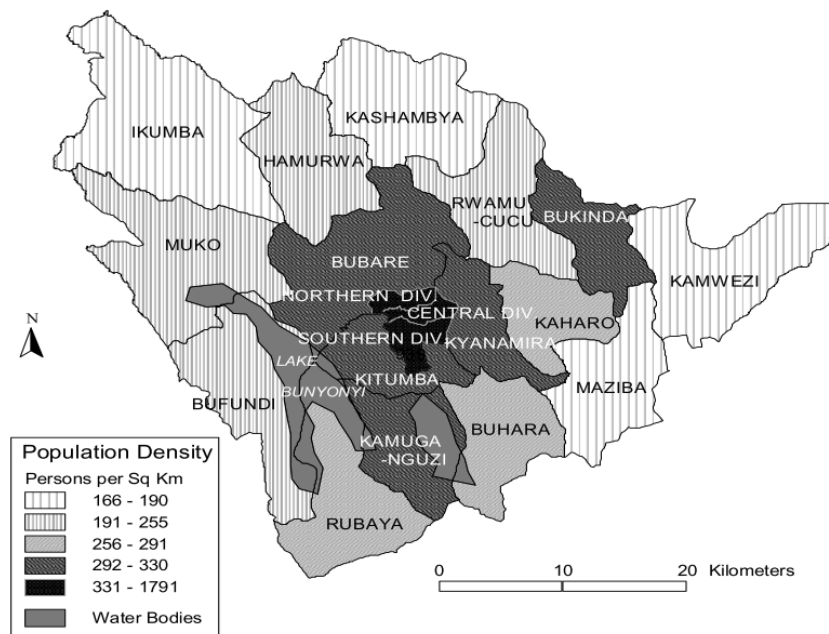 KASHAMBYA
IKUMBA
HAMURWA
RWAMU
-CUCU
BUKINDA
MUKO
BUBARE
KAMWEZI
NORTHERN DIV.
CENTRAL DIV.
KAHARO
N
SOUTHERN DIV.
KYANAMIRA
LAKE
KITUMBA
MAZIBA
BUNYONYI
BUFUNDI
KAMUGA
-NGUZI
BUHARA
RUBAYA
Population Density
Persons per Sq Km
166 - 190
191 - 255
256 - 291
292 - 330
331 - 1791
Water Bodies
0 10 20 Kilometers